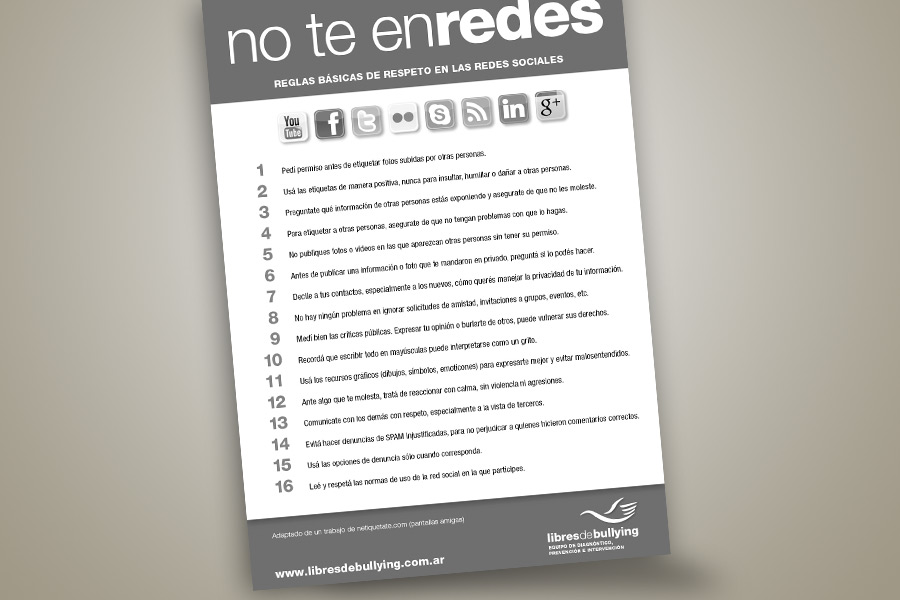 no te enredes
REGLAS BÁSICAS DE RESPETO EN LAS REDES SOCIALES
You Tube f t S in g+
1 Pedí permiso antes de etiquetar fotos subidas por otras personas.
2 Usá las etiquetas de manera positiva, nunca para insultar, humillar o dañar a otras personas.
3 Preguntate qué información de otras personas estás exponiendo y asegurate de que no les moleste.
4 Para etiquetar a otras personas, asegurate de que no tengan problemas con que lo hagas.
5 No publiques fotos o videos en las que aparezcan otras personas sin tener su permiso.
6 Antes de publicar una información o foto que te mandaron en privado, preguntá si lo podés hacer.
7 Decile a tus contactos, especialmente a los nuevos, cómo querés manejar la privacidad de tu información.
8 No hay ningún problema en ignorar solicitudes de amistad, invitaciones a grupos, eventos, etc.
9 Medí bien las críticas públicas. Expresar tu opinión o burlarte de otros, puede vulnerar sus derechos.
10 Recordá que escribir todo en mayúsculas puede interpretarse como un grito.
11 Usá los recursos gráficos (dibujos, símbolos, emoticones) para expresarte mejor y evitar malosentendidos.
12 Ante algo que te molesta, tratá de reaccionar con calma, sin violencia ni agresiones.
13 Comunicate con los demás con respeto, especialmente a la vista de terceros.
14 Evitá hacer denuncias de SPAM injustificadas, para no perjudicar a quienes hicieron comentarios correctos.
15 Usá las opciones de denuncia sólo cuando corresponda.
16 Leé y respetá las normas de uso de la red social en la que participes.
Adaptado de un trabajo de netiquetate.com (pantallas amigas)
www.libresdebullying.com.ar
libresdebullying
EQUIPO DE DIAGNÓSTICO,
PREVENCIÓN E INTERVENCIÓN